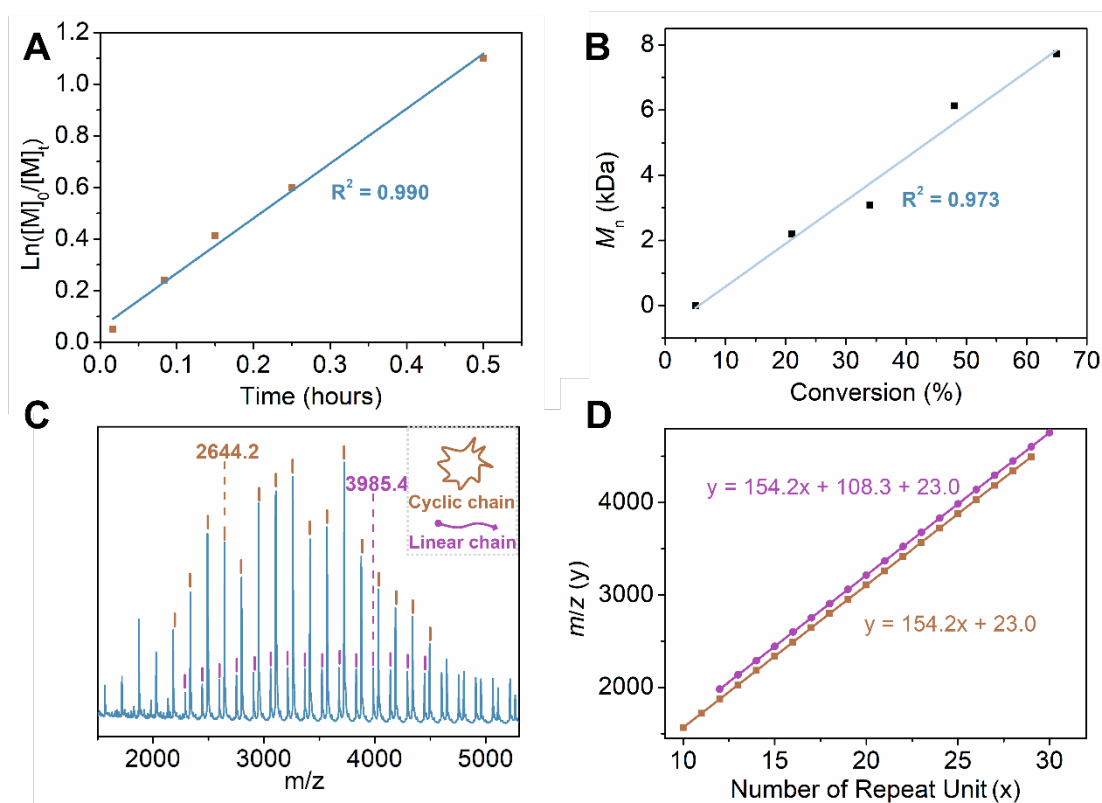 A
Ln([M]0/[M]t)
1.2
1.0
0.8
0.6
0.4
0.2
0.0
R² = 0.990
0.0 0.1 0.2 0.3 0.4 0.5
Time (hours)
B
Mn (kDa)
8
6
4
2
0
R² = 0.973
0 10 20 30 40 50 60 70
Conversion (%)
C
2644.2
3985.4
Cyclic chain
Linear chain
2000 3000 4000 5000
m/z
D
m/z (y)
4000
3000
2000
y = 154.2x + 108.3 + 23.0
y = 154.2x + 23.0
10 15 20 25 30
Number of Repeat Unit (x)